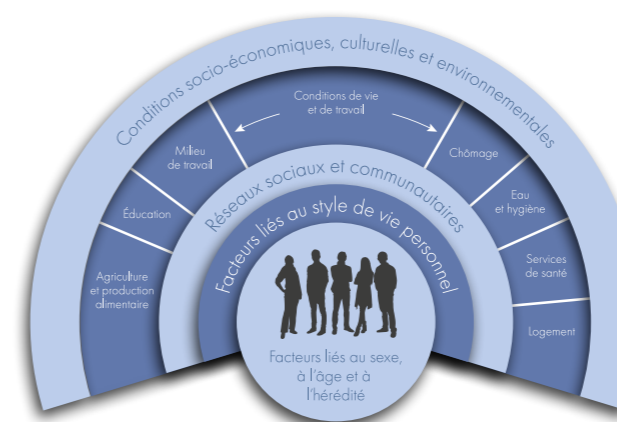 Conditions socio-économiques, culturelles et environnementales
Conditions de vie
et de travail
Milieu
de travail
Chômage
Éducation
Eau
et hygiène
Agriculture
et production
alimentaire
Services
de santé
Logement
Réseaux sociaux et communautaires
Facteurs liés au style de vie personnel
Facteurs liés au sexe,
à l'âge et à
l'hérédité